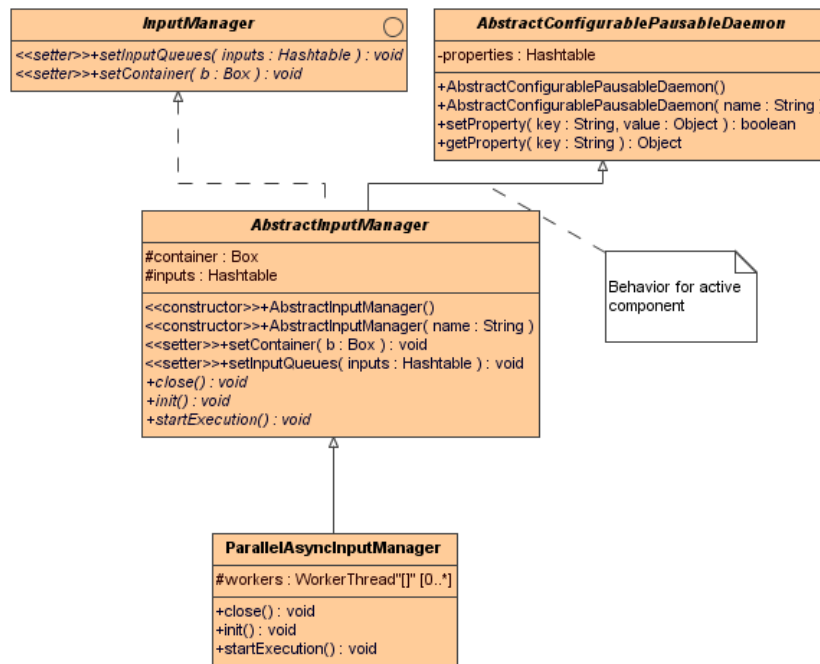 InputManager
<<setter>>+setInputQueues( inputs : Hashtable ) : void
<<setter>>+setContainer( b : Box ) : void
AbstractConfigurablePausableDaemon
-properties : Hashtable
+AbstractConfigurablePausableDaemon()
+AbstractConfigurablePausableDaemon( name : String )
+setProperty( key : String, value : Object ) : boolean
+getProperty( key : String ) : Object
AbstractInputManager
#container : Box
#inputs : Hashtable
<<constructor>>+AbstractInputManager()
<<constructor>>+AbstractInputManager( name : String )
<<setter>>+setContainer( b : Box ) : void
<<setter>>+setInputQueues( inputs : Hashtable ) : void
+close() : void
+init() : void
+startExecution() : void
Behavior for active
component
ParallelAsyncInputManager
#workers : WorkerThread"[]" [0..*]
+close() : void
+init() : void
+startExecution() : void